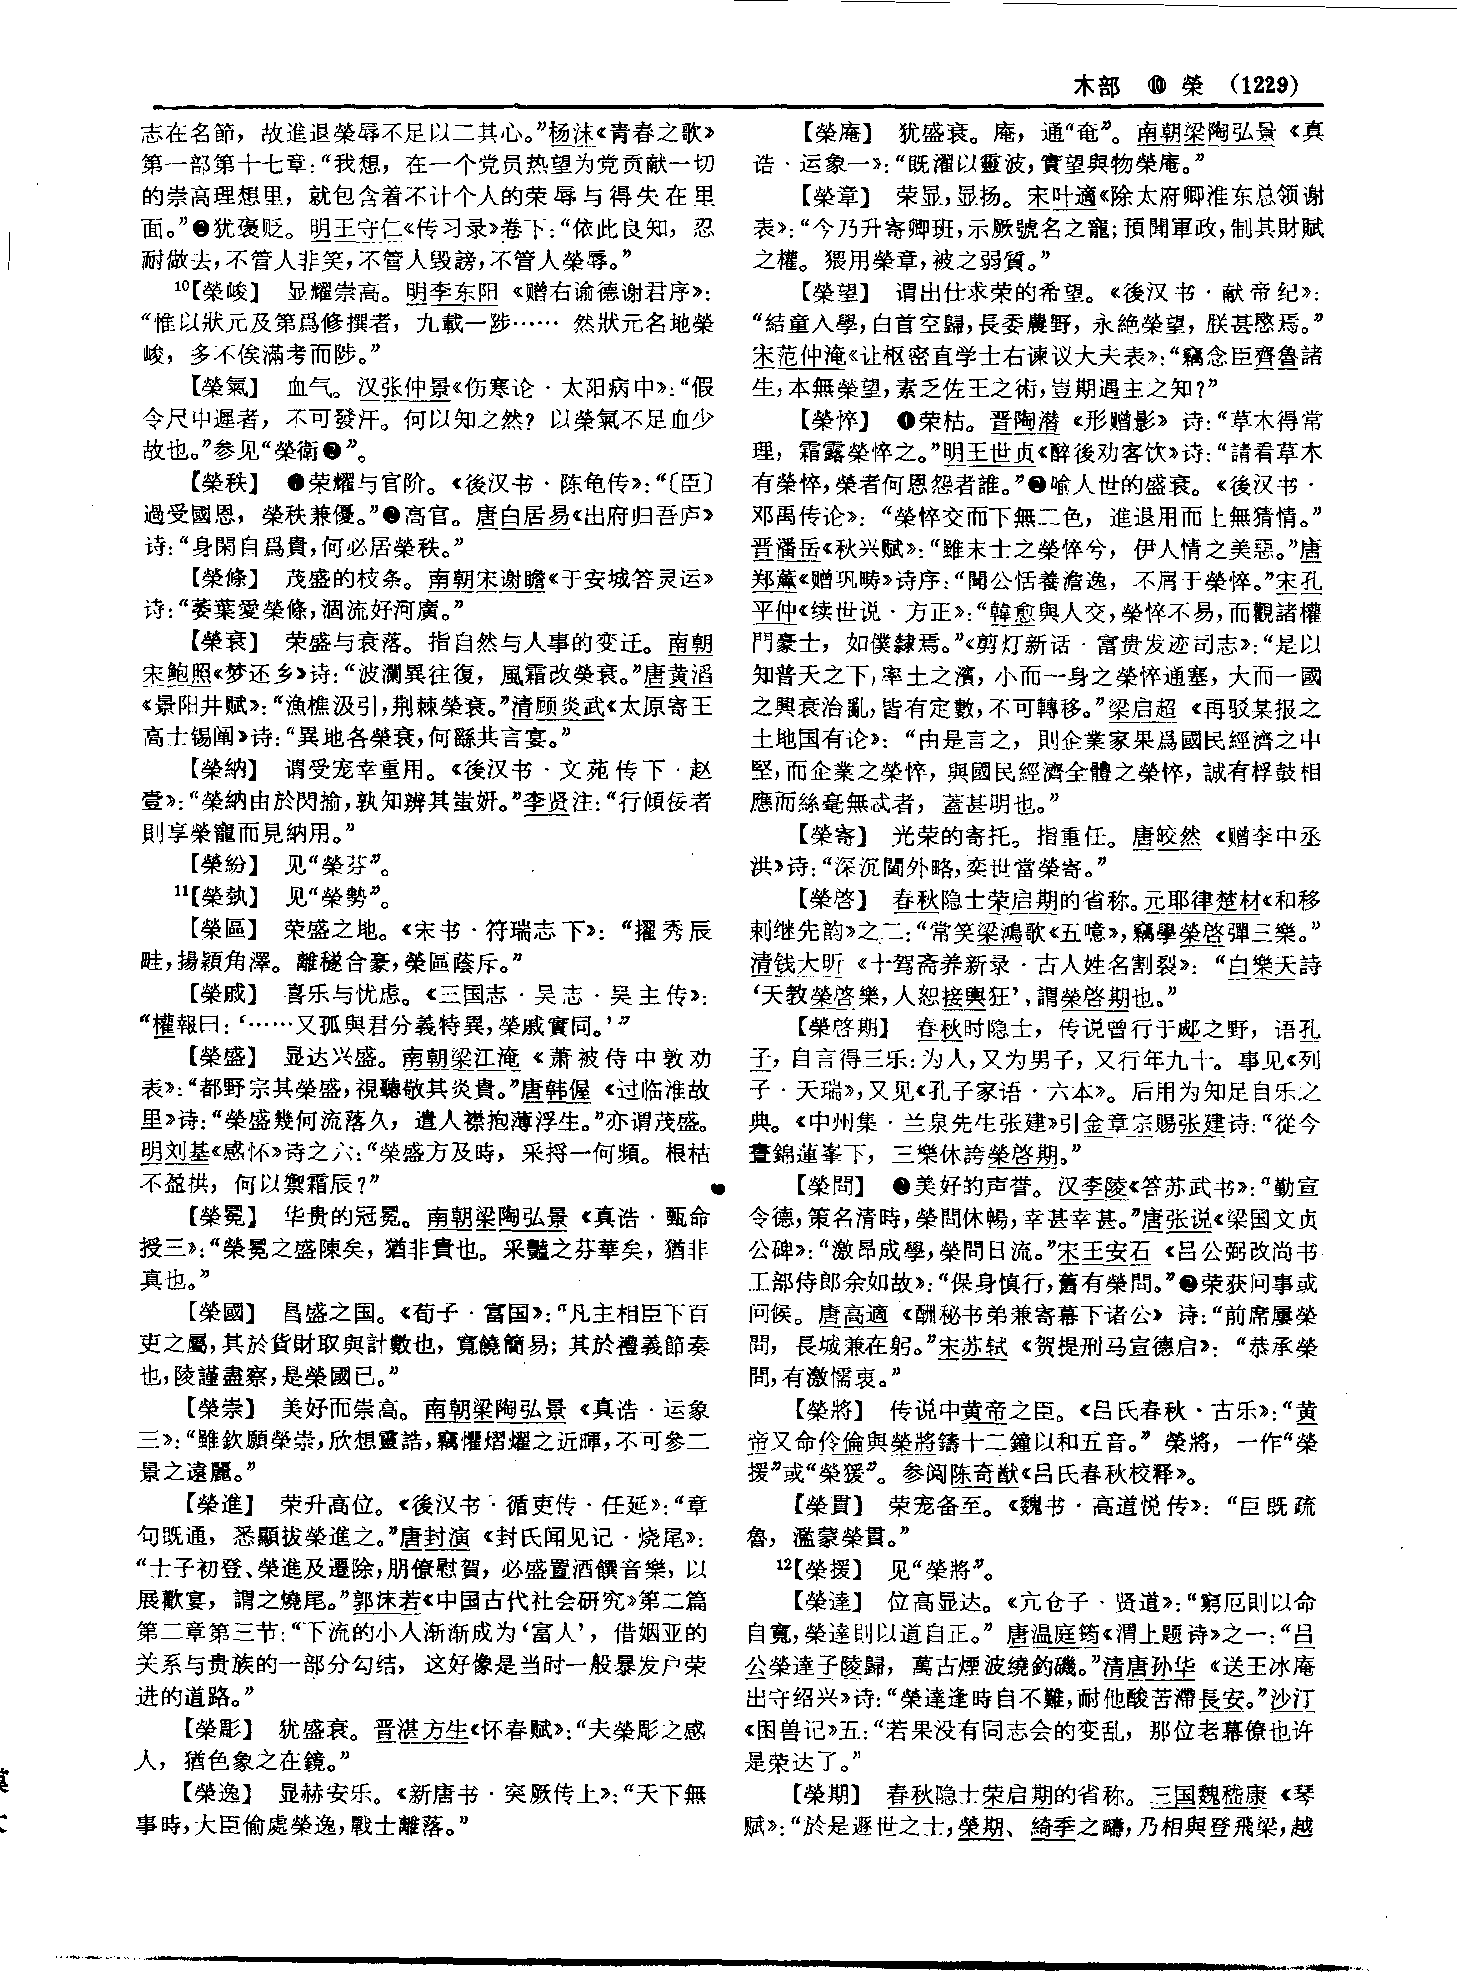 木部 ⑩ 榮 (1229)
志在名節，故進退榮辱不足以二其心。”杨沫《青春之歌》
第一部第十七章：“我想，在一个党员热望为党贡献一切
的崇高理想里，就包含着不计个人的荣辱与得失在里
面。”❷犹褒贬。明王守仁《传习录》卷下：“依此良知，忍
耐做去，不管人非笑，不管人毁謗，不管人榮辱。”
10【榮峻】 显耀崇高。明李东阳《赠右谕德谢君序》：
“惟以狀元及第爲修撰者，九載一陟…… 然狀元名地榮
峻，多不俟滿考而陟。”
【榮氣】 血气。汉张仲景《伤寒论·太阳病中》：“假
令尺中遲者，不可發汗。何以知之然？以榮氣不足血少
故也。”参见“榮衛❷”。
【榮秩】 ❶荣耀与官阶。《後汉书·陈龟传》：“〔臣〕
過受國恩，榮秩兼優。”❷高官。唐白居易《出府归吾庐》
诗：“身閑自爲貴，何必居榮秩。”
【榮條】 茂盛的枝条。南朝宋谢瞻《于安城答灵运》
诗：“萎葉愛榮條，涸流好河廣。”
【榮衰】 荣盛与衰落。指自然与人事的变迁。南朝
宋鲍照《梦还乡》诗：“波瀾異往復，風霜改榮衰。”唐黄滔
《景阳井赋》：“漁樵汲引，荆棘榮衰。”清顾炎武《太原寄王
高士锡阐》诗：“異地各榮衰，何繇共言宴。”
【榮納】 谓受宠幸重用。《後汉书·文苑传下·赵
壹》：“榮納由於閃揄，孰知辨其蚩妍。”李贤注：“行傾佞者
則享榮寵而見納用。”
【榮紛】 见“榮芬”。
11【榮執】 见“榮勢”。
【榮區】 荣盛之地。《宋书·符瑞志下》：“擢秀辰
畦，揚穎角澤。離穟合豪，榮區蔭斥。”
【榮戚】 喜乐与忧虑。《三国志·吴志·吴主传》：
“權報曰：‘……又孤與君分義特異，榮戚實同。’”
【榮盛】 显达兴盛。南朝梁江淹《萧被侍中敦劝
表》：“都野宗其榮盛，視聽敬其炎貴。”唐韩偓《过临淮故
里》诗：“榮盛幾何流落久，遣人襟抱薄浮生。”亦谓茂盛。
明刘基《感怀》诗之六：“榮盛方及時，采捋一何頻。根枯
不盈拱，何以禦霜辰？”
【榮冕】 华贵的冠冕。南朝梁陶弘景《真诰·甄命
授三》：“榮冕之盛陳矣，猶非貴也。采豔之芬華矣，猶非
真也。”
【榮國】 昌盛之国。《荀子·富国》：“凡主相臣下百
吏之屬，其於貨財取與計數也，寬饒簡易；其於禮義節奏
也，陵謹盡察，是榮國已。”
【榮崇】 美好而崇高。南朝梁陶弘景《真诰·运象
三》：“雖欽願榮崇，欣想靈誥，竊懼熠燿之近暉，不可參二
景之遠麗。”
【榮進】 荣升高位。《後汉书·循吏传·任延》：“章
句既通，悉顯拔榮進之。”唐封演《封氏闻见记·烧尾》：
“士子初登、榮進及遷除，朋僚慰賀，必盛置酒饌音樂，以
展歡宴，謂之燒尾。”郭沫若《中国古代社会研究》第二篇
第二章第三节：“下流的小人渐渐成为‘富人’，借姻亚的
关系与贵族的一部分勾结，这好像是当时一般暴发户荣
进的道路。”
【榮彫】 犹盛衰。晋湛方生《怀春赋》：“夫榮彫之感
人，猶色象之在鏡。”
【榮逸】 显赫安乐。《新唐书·突厥传上》：“天下無
事時，大臣偷處榮逸，戰士離落。”
【榮庵】 犹盛衰。庵，通“奄”。南朝梁陶弘景《真
诰·运象一》：“既濯以靈波，實望與物榮庵。”
【榮章】 荣显，显扬。宋叶適《除太府卿淮东总领谢
表》：“今乃升寄卿班，示厥號名之寵；預聞軍政，制其財賦
之權。猥用榮章，被之弱質。”
【榮望】 谓出仕求荣的希望。《後汉书·献帝纪》：
“結童入學，白首空歸，長委農野，永絶榮望，朕甚愍焉。”
宋范仲淹《让枢密直学士右谏议大夫表》：“竊念臣齊魯諸
生，本無榮望，素乏佐王之術，豈期遇主之知？”
【榮悴】 ❶荣枯。晋陶潜《形赠影》诗：“草木得常
理，霜露榮悴之。”明王世贞《醉後劝客饮》诗：“請看草木
有榮悴，榮者何恩怨者誰。”❷喻人世的盛衰。《後汉书·
邓禹传论》：“榮悴交而下無二色，進退用而上無猜情。”
晋潘岳《秋兴赋》：“雖末士之榮悴兮，伊人情之美惡。”唐
郑薰《赠巩畴》诗序：“聞公恬養澹逸，不屑于榮悴。”宋孔
平仲《续世说·方正》：“韓愈與人交，榮悴不易，而觀諸權
門豪士，如僕隸焉。”《剪灯新话·富贵发迹司志》：“是以
知普天之下，率土之濱，小而一身之榮悴通塞，大而一國
之興衰治亂，皆有定數，不可轉移。”梁启超《再驳某报之
土地国有论》：“由是言之，則企業家果爲國民經濟之中
堅，而企業之榮悴，與國民經濟全體之榮悴，誠有桴鼓相
應而絲毫無忒者，蓋甚明也。”
【榮寄】 光荣的寄托。指重任。唐皎然《赠李中丞
洪》诗：“深沉閫外略，奕世當榮寄。”
【榮啓】 春秋隐士荣启期的省称。元耶律楚材《和移
剌继先韵》之二：“常笑梁鴻歌《五噫》，竊學榮啓彈三樂。”
清钱大昕《十驾斋养新录·古人姓名割裂》：“白樂天詩
‘天教榮啓樂，人恕接輿狂’，謂榮啓期也。”
【榮啓期】 春秋时隐士，传说曾行于郕之野，语孔
子，自言得三乐：为人，又为男子，又行年九十。事见《列
子·天瑞》，又见《孔子家语·六本》。后用为知足自乐之
典。《中州集·兰泉先生张建》引金章宗赐张建诗：“從今
晝錦蓮峯下，三樂休誇榮啓期。”
【榮問】 ❶美好的声誉。汉李陵《答苏武书》：“勤宣
令德，策名清時，榮問休暢，幸甚幸甚。”唐张说《梁国文贞
公碑》：“激昂成學，榮問日流。”宋王安石《吕公弼改尚书
工部侍郎余如故》：“保身慎行，舊有榮問。”❷荣获问事或
问候。唐高適《酬秘书弟兼寄幕下诸公》诗：“前席屢榮
問，長城兼在躬。”宋苏轼《贺提刑马宣德启》：“恭承榮
問，有激懦衷。”
【榮將】 传说中黄帝之臣。《吕氏春秋·古乐》：“黄
帝又命伶倫與榮將鑄十二鐘以和五音。”榮將，一作“榮
援”或“榮猨”。参阅陈奇猷《吕氏春秋校释》。
【榮貫】 荣宠备至。《魏书·高道悦传》：“臣既疏
魯，濫蒙榮貫。”
12【榮援】 见“榮將”。
【榮達】 位高显达。《亢仓子·贤道》：“窮厄則以命
自寬，榮達則以道自正。”唐温庭筠《渭上题诗》之一：“吕
公榮達子陵歸，萬古煙波繞釣磯。”清唐孙华《送王冰庵
出守绍兴》诗：“榮達逢時自不難，耐他酸苦滯長安。”沙汀
《困兽记》五：“若果没有同志会的变乱，那位老幕僚也许
是荣达了。”
【榮期】 春秋隐士荣启期的省称。三国魏嵇康《琴
赋》：“於是遯世之士，榮期、綺季之疇，乃相與登飛梁，越